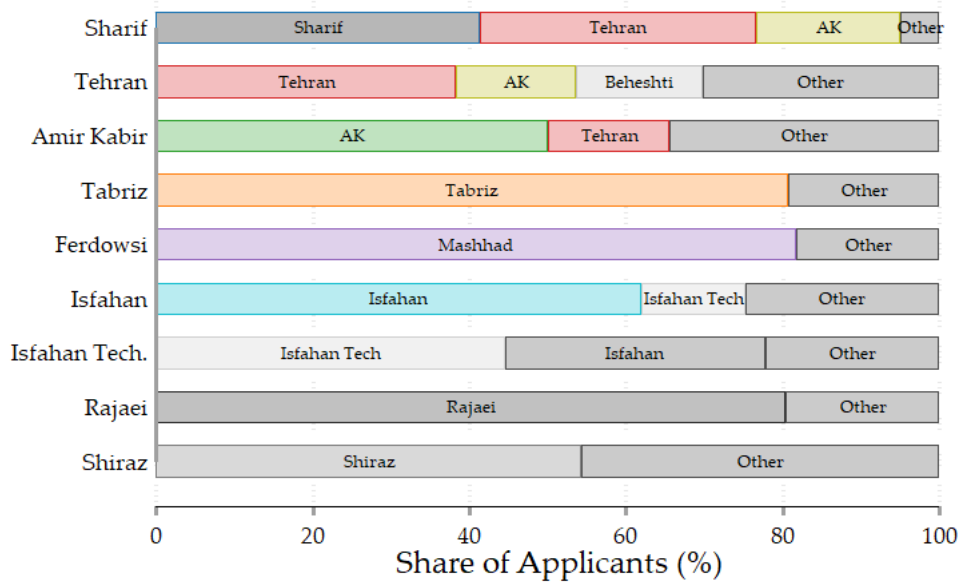 Sharif Sharif Tehran AK Other
Tehran Tehran AK Beheshti Other
Amir Kabir AK Tehran Other
Tabriz Tabriz Other
Ferdowsi Mashhad Other
Isfahan Isfahan Isfahan Tech Other
Isfahan Tech. Isfahan Tech Isfahan Other
Rajaei Rajaei Other
Shiraz Shiraz Other
0 20 40 60 80 100
Share of Applicants (%)